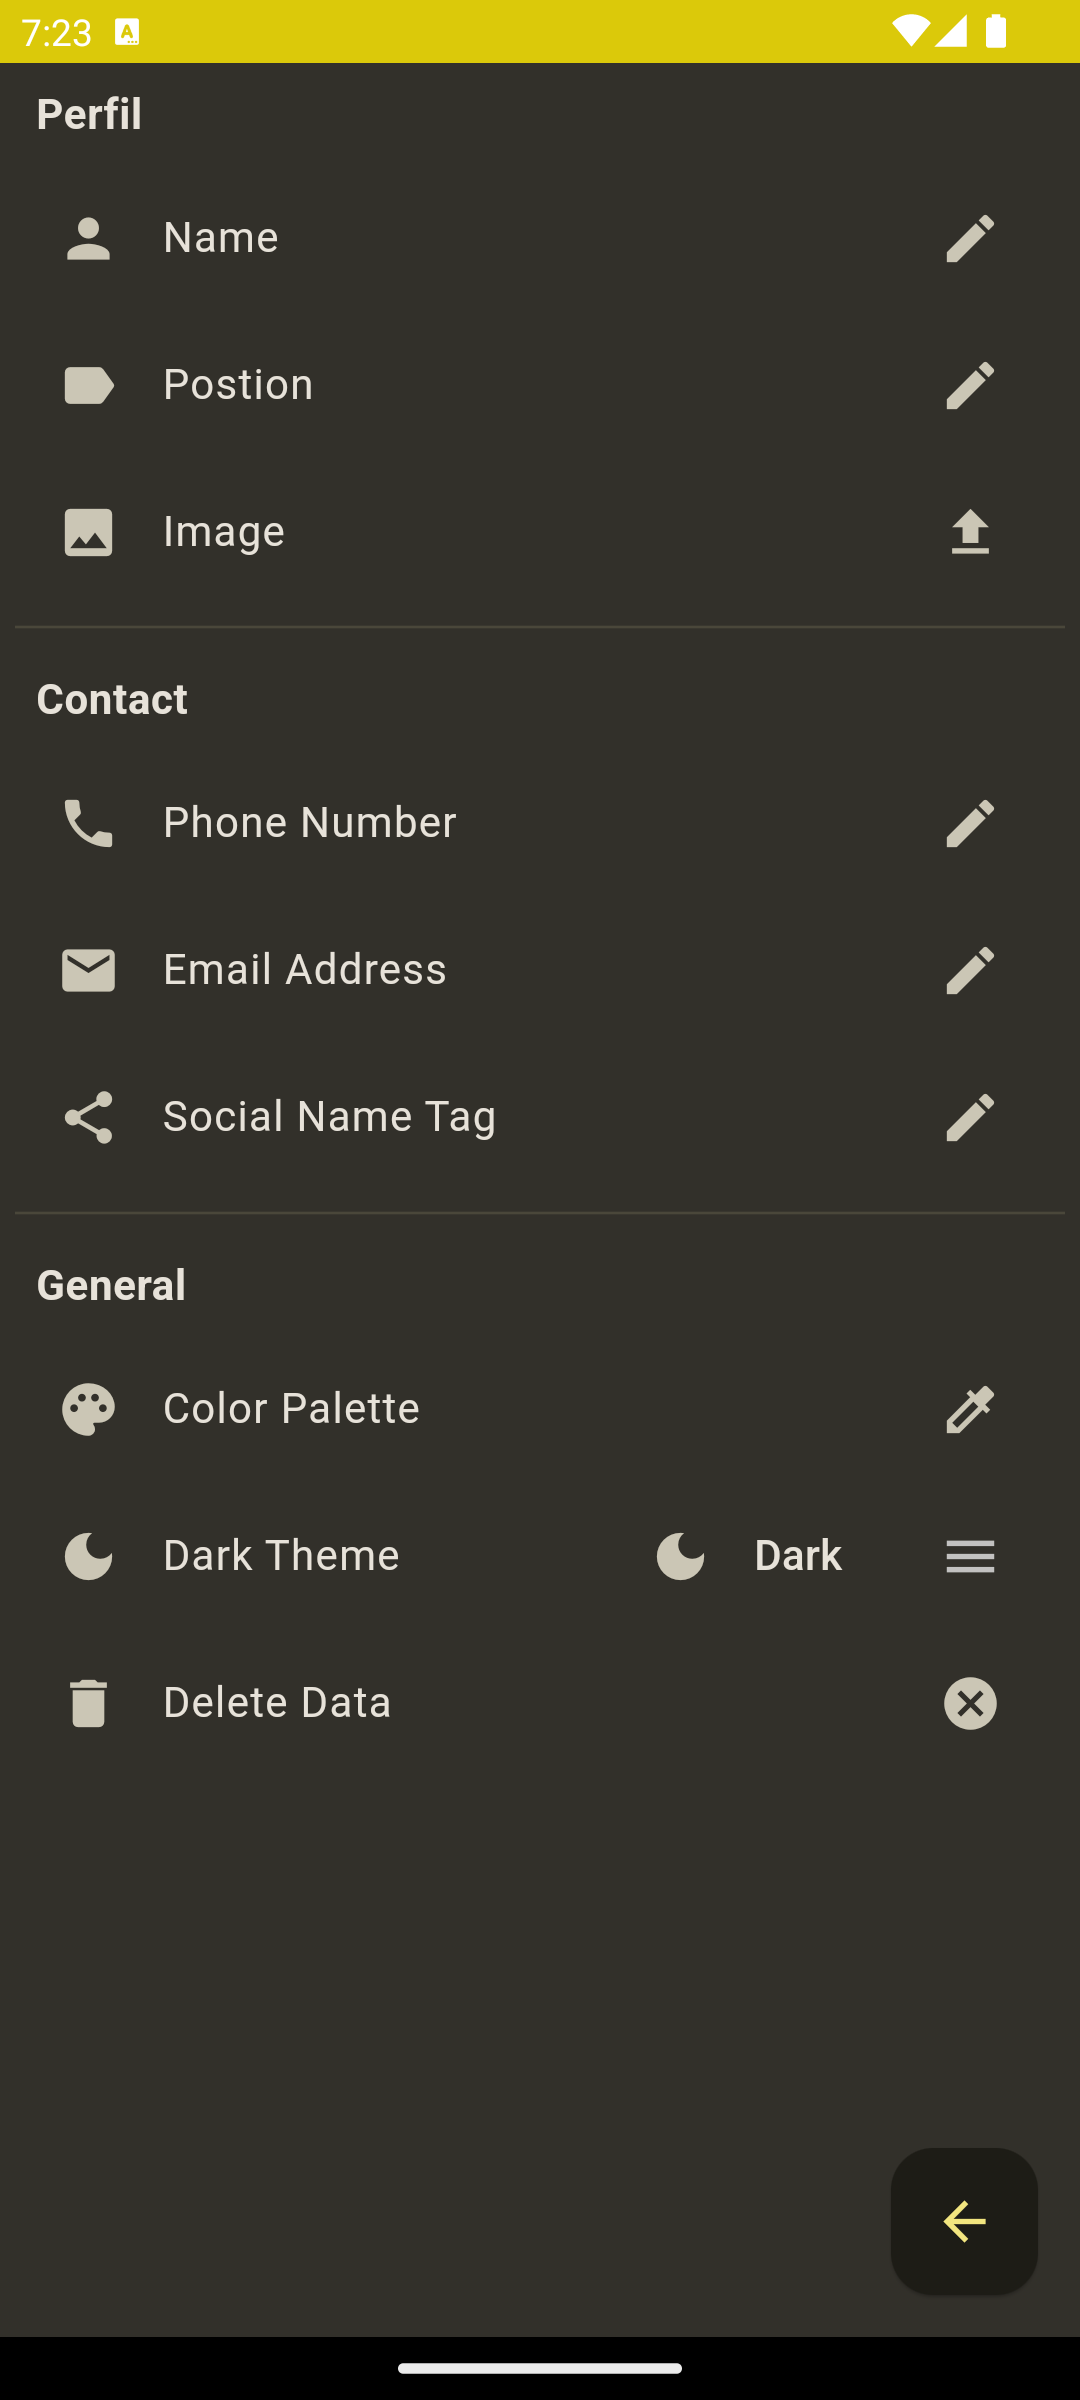 7:23
Perfil
Name
Postion
Image
Contact
Phone Number
Email Address
Social Name Tag
General
Color Palette
Dark Theme Dark
Delete Data